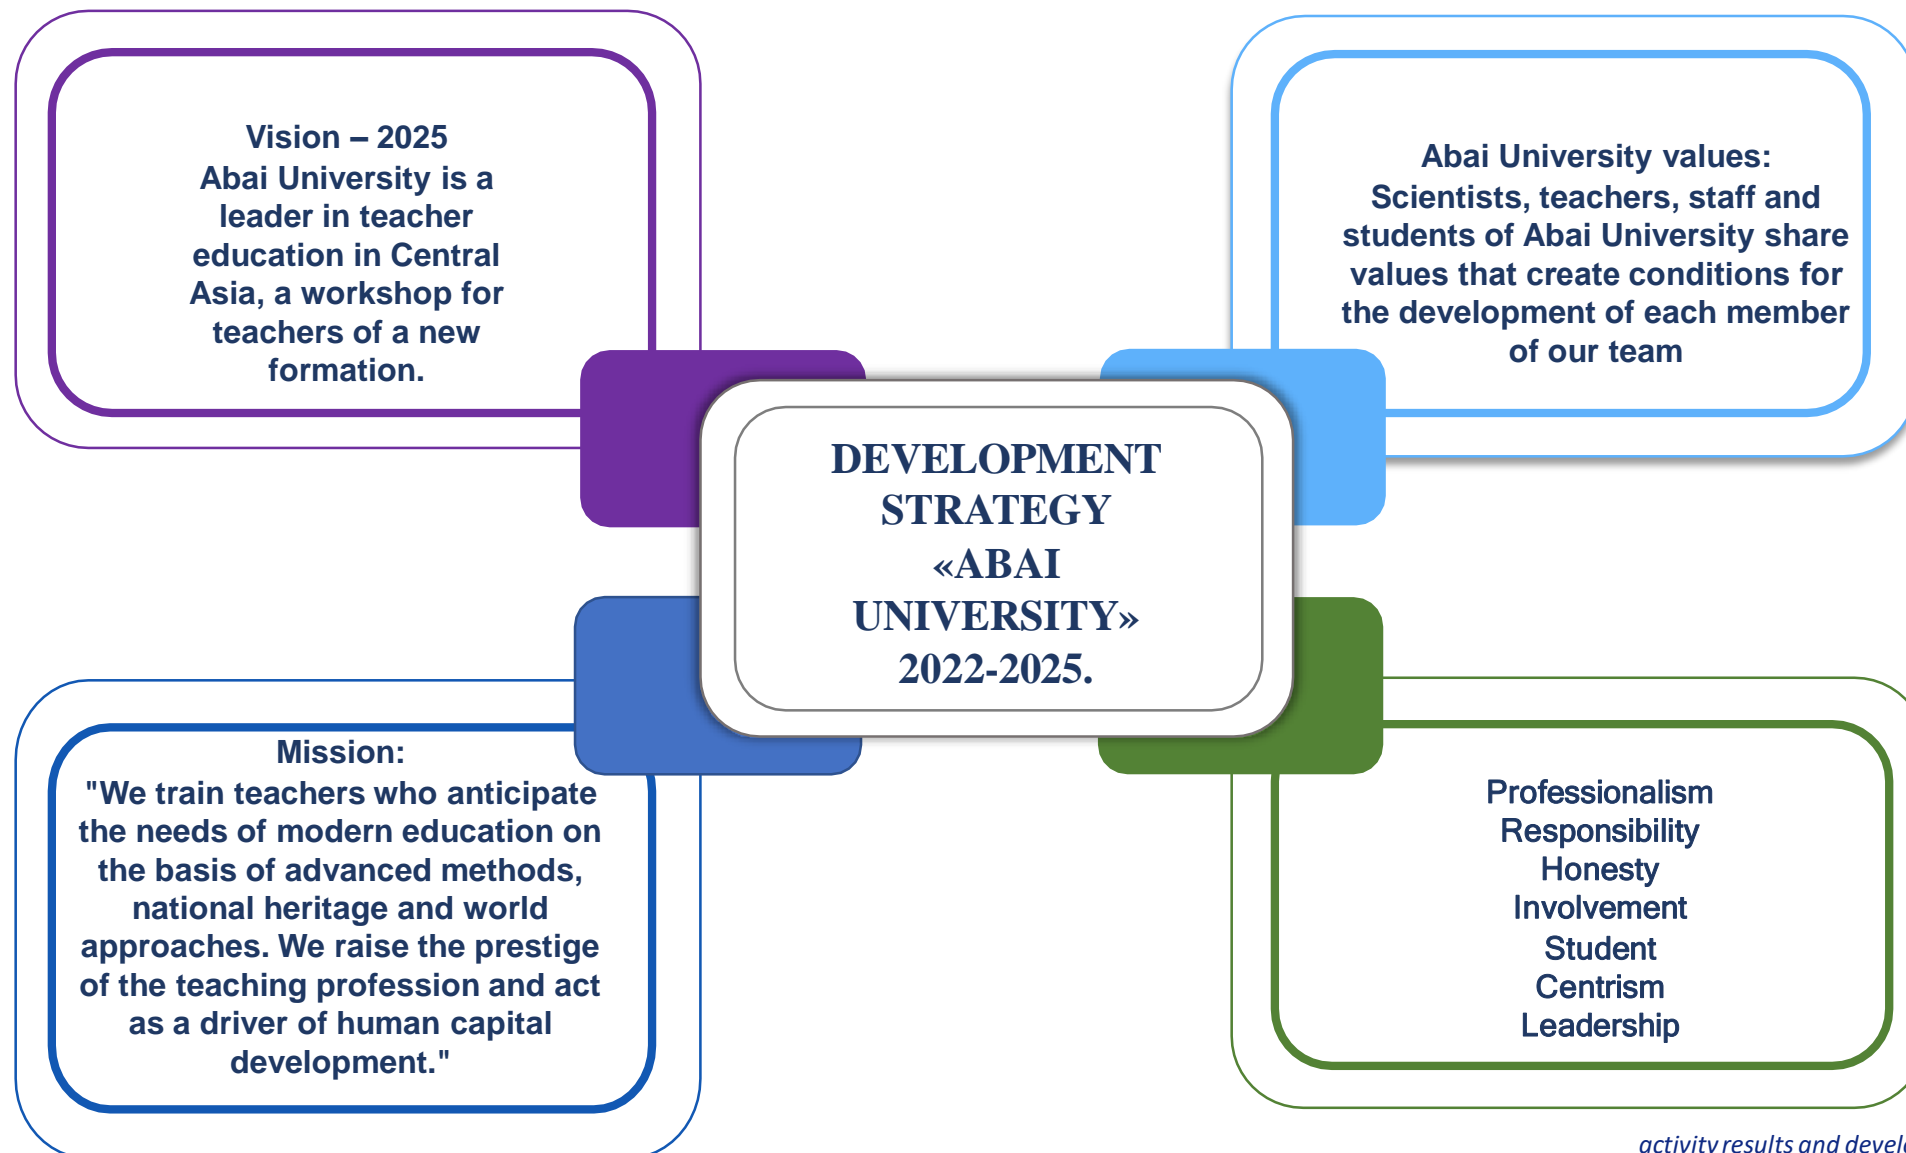 Vision – 2025
Abai University is a
leader in teacher
education in Central
Asia, a workshop for
teachers of a new
formation.
Abai University values:
Scientists, teachers, staff and
students of Abai University share
values that create conditions for
the development of each member
of our team
DEVELOPMENT
STRATEGY
«ABAI
UNIVERSITY»
2022-2025.
Mission:
"We train teachers who anticipate
the needs of modern education on
the basis of advanced methods,
national heritage and world
approaches. We raise the prestige
of the teaching profession and act
as a driver of human capital
development."
Professionalism
Responsibility
Honesty
Involvement
Student
Centrism
Leadership
activity results and develo